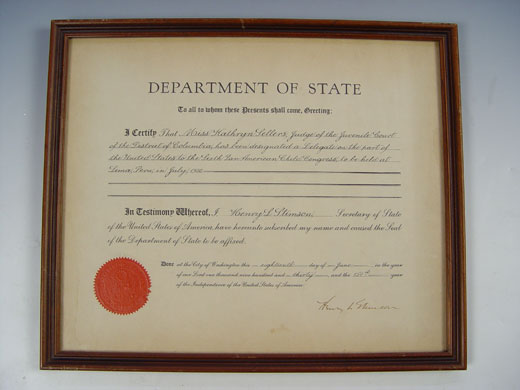 DEPARTMENT OF STATE
To all to whom these Presents shall come, Greeting:
I Certify That Miss Kathryn Sellers, Judge of the Juvenile Court
of the District of Columbia, has been designated a Delegate on the part of
the United States to the Sixth Pan American Child Congress, to be held at
Lima, Peru, in July, 1930.
In Testimony Whereof, I Henry L. Stimson, Secretary of State
of the United States of America, have hereunto subscribed my name and caused the Seal
of the Department of State to be affixed.
Done at the City of Washington this eighteenth day of June in the year
of our Lord one thousand nine hundred and thirty and the 154th year
of the Independence of the United States of America.
Henry L. Stimson